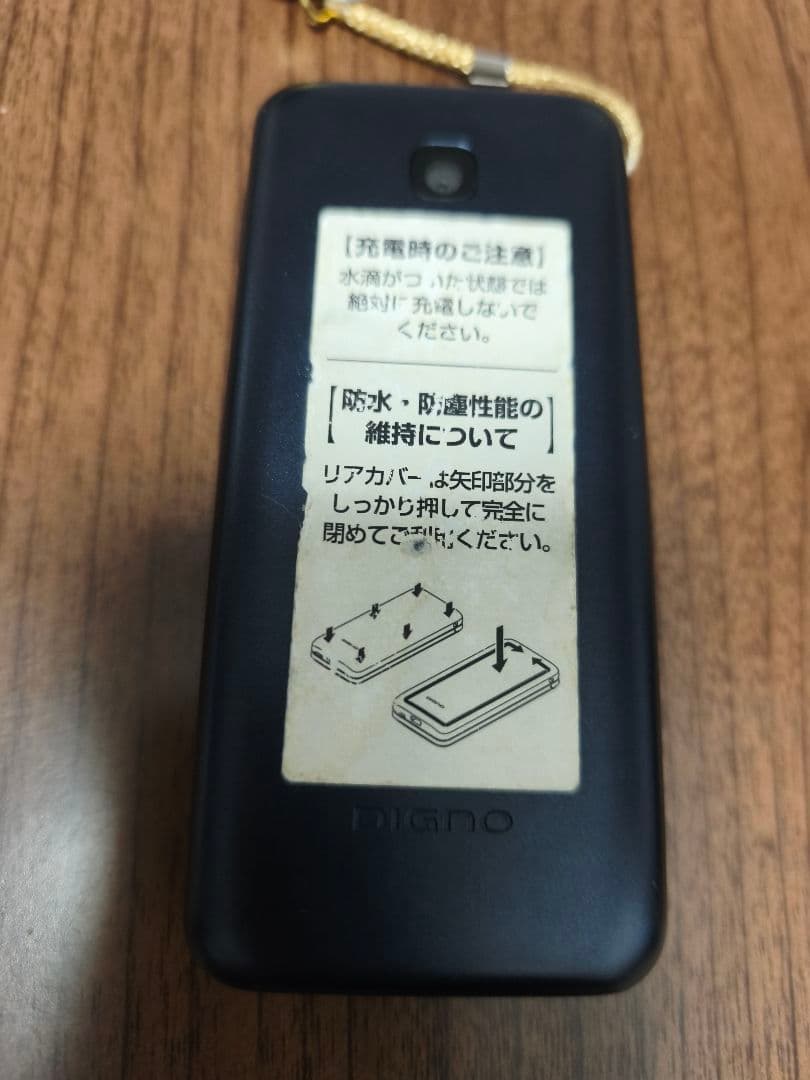 【充電時のご注意】
水滴がついた状態では
絶対に充電しないで
ください。
【防水・防塵性能の
維持について】
リアカバーは矢印部分を
しっかり押して完全に
閉めてご利用ください。
DIGNO
DIGNO